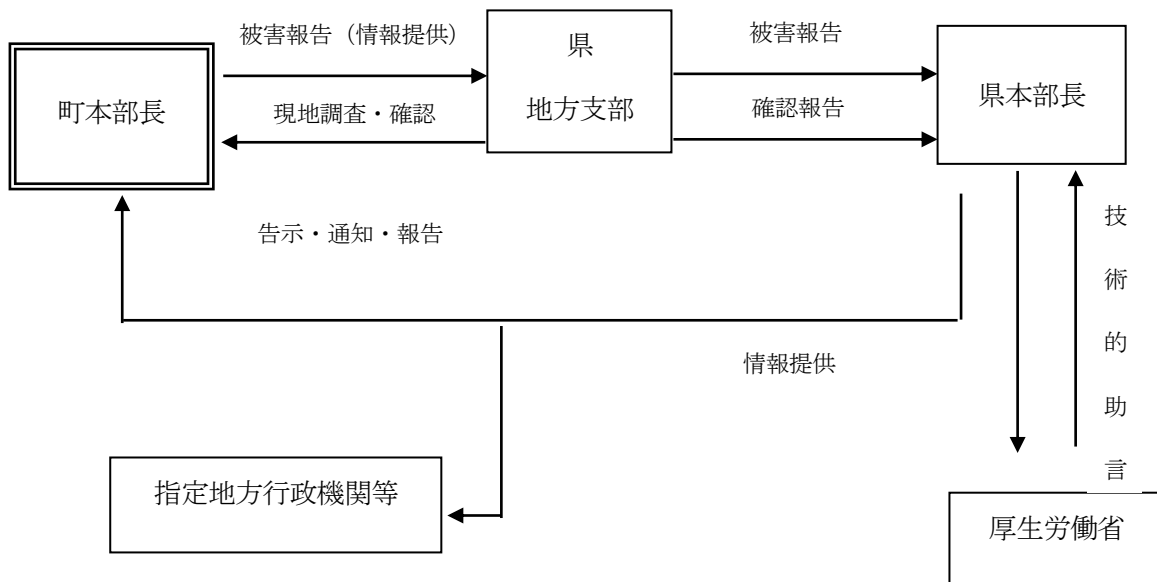 被害報告（情報提供）
県
地方支部
被害報告
町本部長
現地調査・確認
確認報告
県本部長
告示・通知・報告
技術的助言
情報提供
指定地方行政機関等
厚生労働省